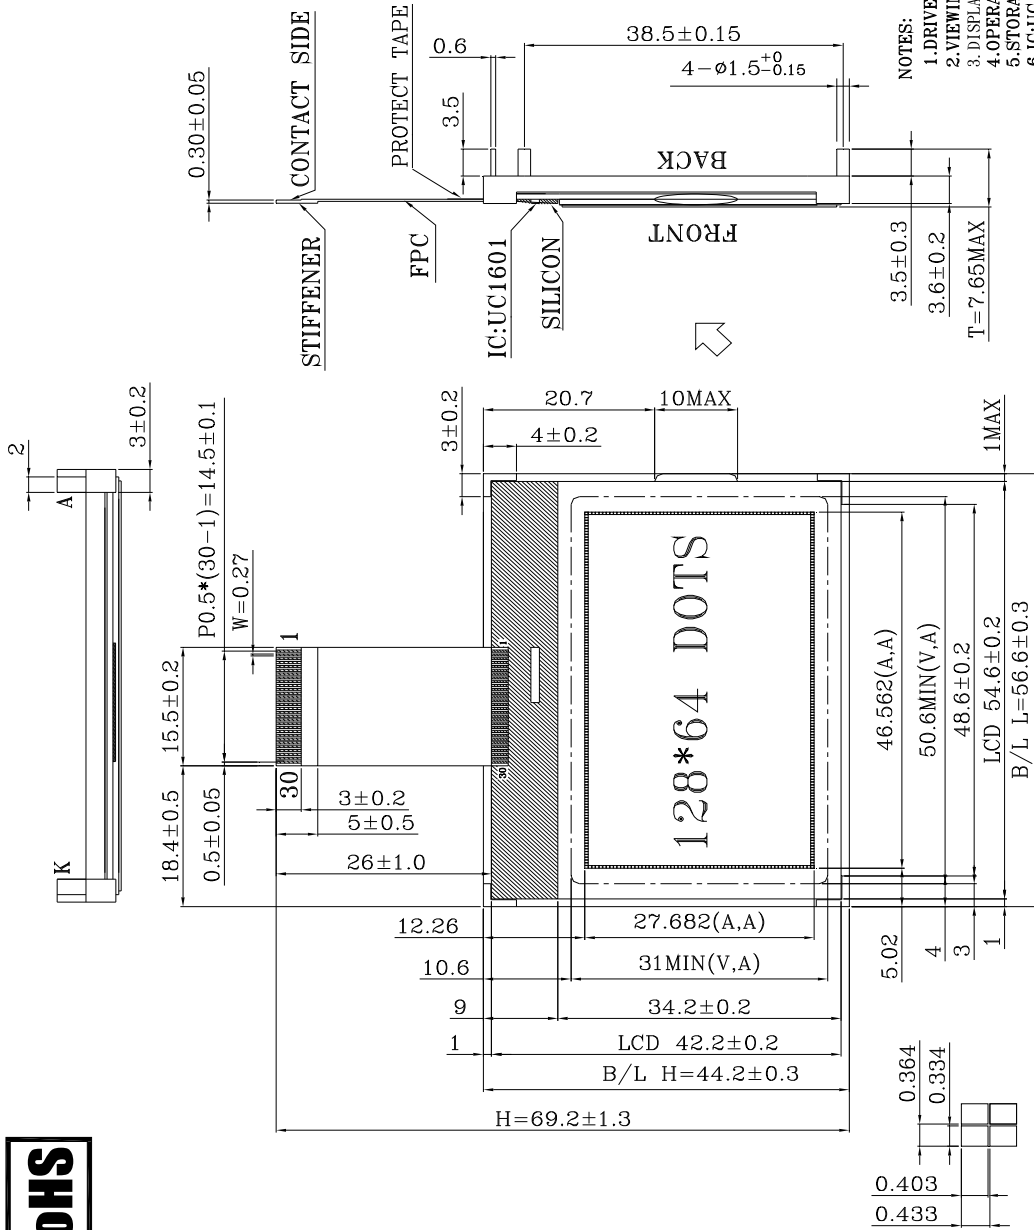 2
A
K
3±0.2
P0.5*(30-1)=14.5±0.1
W=0.27
15.5±0.2
18.4±0.5
0.5±0.05
30
1
3±0.2
5±0.5
26±1.0
30
1
0.30±0.05
CONTACT SIDE
STIFFENER
FPC
PROTECT TAPE
IC:UC1601
SILICON
0.6
3.5
38.5±0.15
4-ø1.5+0-0.15
BACK
FRONT
3.5±0.3
3.6±0.2
T=7.65MAX
NOTES:
1.DRIVE
2.VIEWIN
3.DISPLA
4.OPERA
5.STORA
6.IC:UC
3±0.2
20.7
10MAX
4±0.2
1MAX
128*64 DOTS
46.562(A,A)
50.6MIN(V,A)
48.6±0.2
LCD 54.6±0.2
B/L L=56.6±0.3
5.02
4
3
1
12.26
27.682(A,A)
10.6
31MIN(V,A)
9
34.2±0.2
1
LCD 42.2±0.2
B/L H=44.2±0.3
H=69.2±1.3
0.364
0.334
0.403
0.433
HS